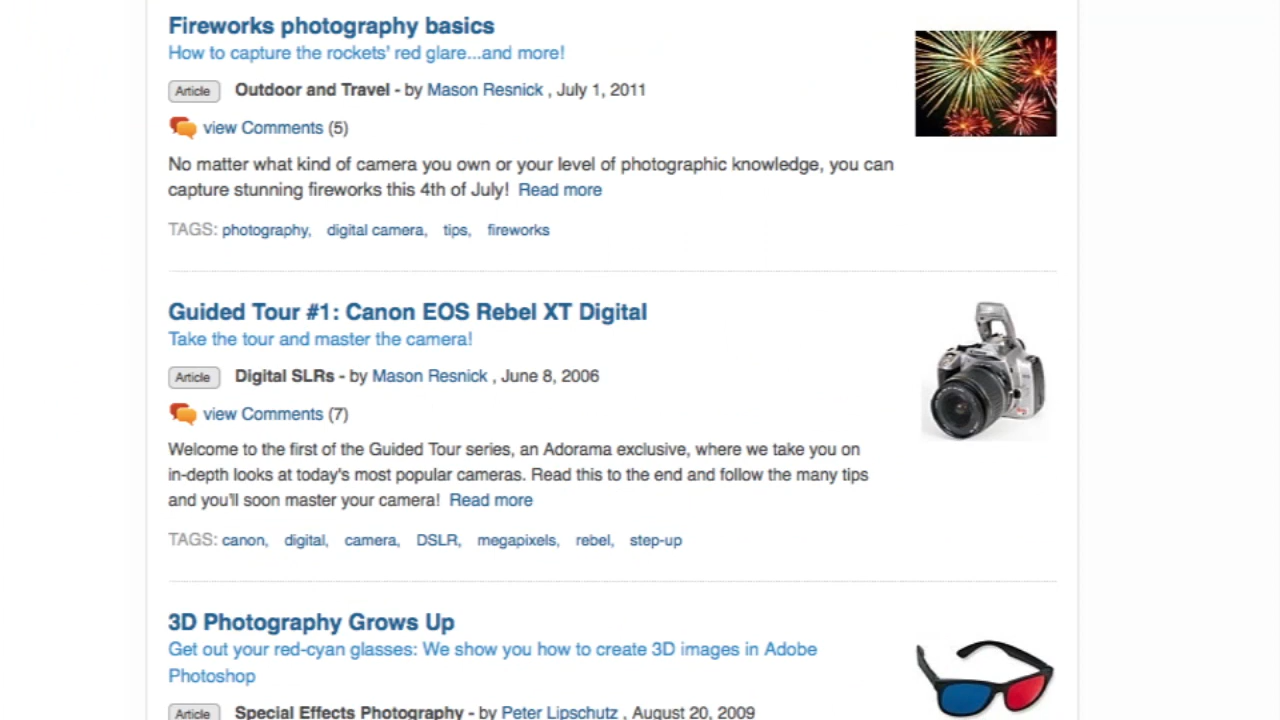 Fireworks photography basics
How to capture the rockets' red glare...and more!
Article Outdoor and Travel - by Mason Resnick , July 1, 2011
view Comments (5)
No matter what kind of camera you own or your level of photographic knowledge, you can
capture stunning fireworks this 4th of July! Read more
TAGS: photography, digital camera, tips, fireworks
Guided Tour #1: Canon EOS Rebel XT Digital
Take the tour and master the camera!
Article Digital SLRs - by Mason Resnick , June 8, 2006
view Comments (7)
Welcome to the first of the Guided Tour series, an Adorama exclusive, where we take you on
in-depth looks at today's most popular cameras. Read this to the end and follow the many tips
and you'll soon master your camera! Read more
TAGS: canon, digital, camera, DSLR, megapixels, rebel, step-up
3D Photography Grows Up
Get out your red-cyan glasses: We show you how to create 3D images in Adobe
Photoshop
Article Special Effects Photography - by Peter Lipschutz , August 20, 2009